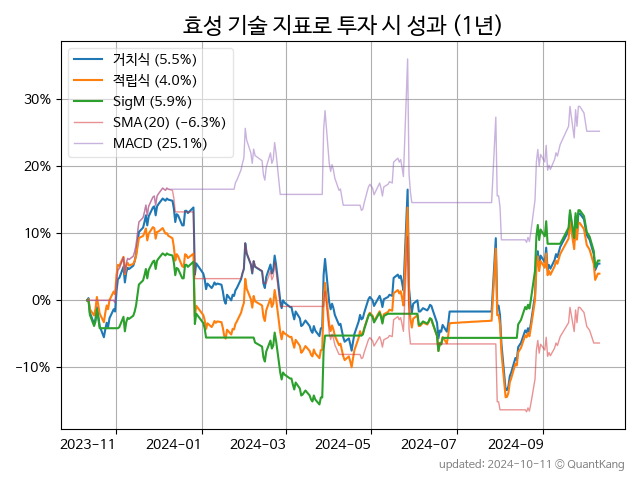 효성 기술 지표로 투자 시 성과 (1년)
거치식 (5.5%)
적립식 (4.0%)
SigM (5.9%)
SMA(20) (−6.3%)
MACD (25.1%)
30%
20%
10%
0%
−10%
2023-11
2024-01
2024-03
2024-05
2024-07
2024-09
updated: 2024-10-11 © QuantKang